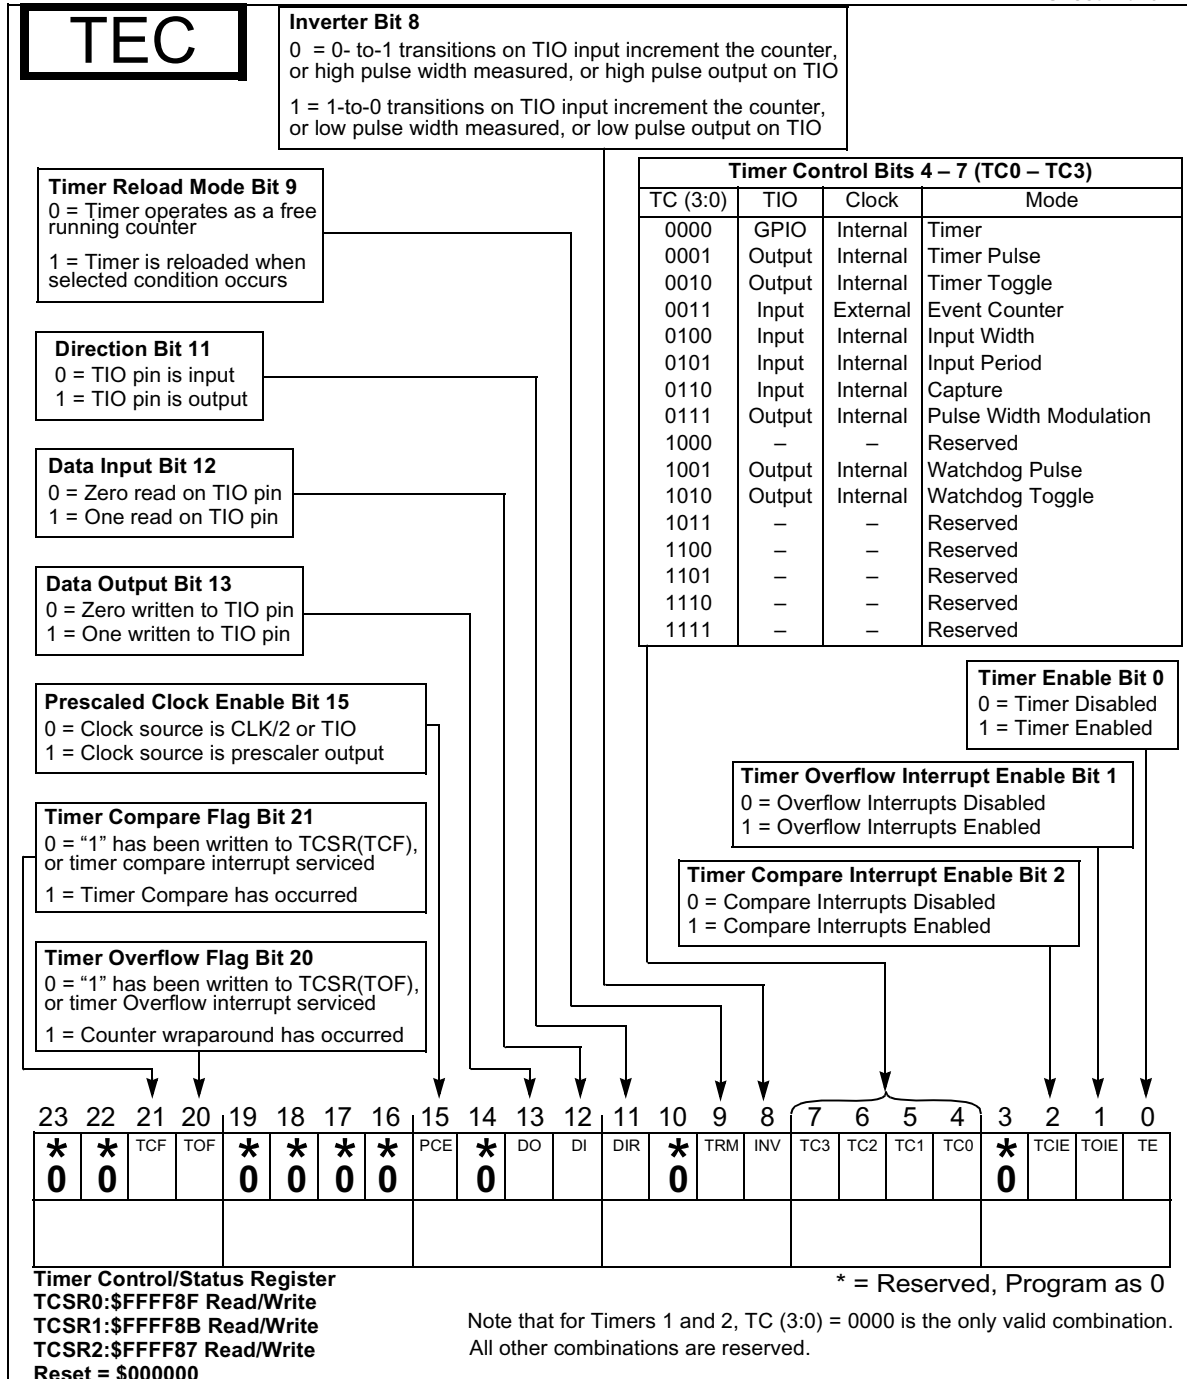 TEC
Inverter Bit 8
0 = 0- to-1 transitions on TIO input increment the counter,
or high pulse width measured, or high pulse output on TIO
1 = 1-to-0 transitions on TIO input increment the counter,
or low pulse width measured, or low pulse output on TIO
Timer Reload Mode Bit 9
0 = Timer operates as a free
running counter
1 = Timer is reloaded when
selected condition occurs
Direction Bit 11
0 = TIO pin is input
1 = TIO pin is output
Data Input Bit 12
0 = Zero read on TIO pin
1 = One read on TIO pin
Data Output Bit 13
0 = Zero written to TIO pin
1 = One written to TIO pin
Prescaled Clock Enable Bit 15
0 = Clock source is CLK/2 or TIO
1 = Clock source is prescaler output
Timer Compare Flag Bit 21
0 = “1” has been written to TCSR(TCF),
or timer compare interrupt serviced
1 = Timer Compare has occurred
Timer Overflow Flag Bit 20
0 = “1” has been written to TCSR(TOF),
or timer Overflow interrupt serviced
1 = Counter wraparound has occurred
Timer Control Bits 4 – 7 (TC0 – TC3)
TC (3:0) TIO Clock Mode
0000 GPIO Internal Timer
0001 Output Internal Timer Pulse
0010 Output Internal Timer Toggle
0011 Input External Event Counter
0100 Input Internal Input Width
0101 Input Internal Input Period
0110 Input Internal Capture
0111 Output Internal Pulse Width Modulation
1000 – – Reserved
1001 Output Internal Watchdog Pulse
1010 Output Internal Watchdog Toggle
1011 – – Reserved
1100 – – Reserved
1101 – – Reserved
1110 – – Reserved
1111 – – Reserved
Timer Enable Bit 0
0 = Timer Disabled
1 = Timer Enabled
Timer Overflow Interrupt Enable Bit 1
0 = Overflow Interrupts Disabled
1 = Overflow Interrupts Enabled
Timer Compare Interrupt Enable Bit 2
0 = Compare Interrupts Disabled
1 = Compare Interrupts Enabled
23 22 21 20 19 18 17 16 15 14 13 12 11 10 9 8 7 6 5 4 3 2 1 0
* * TCF TOF * * * * PCE * DO DI DIR * TRM INV TC3 TC2 TC1 TC0 * TCIE TOIE TE
0 0 0 0 0 0 0 0 0
Timer Control/Status Register
TCSR0:$FFFF8F Read/Write
TCSR1:$FFFF8B Read/Write
TCSR2:$FFFF87 Read/Write
Reset = $000000
* = Reserved, Program as 0
Note that for Timers 1 and 2, TC (3:0) = 0000 is the only valid combination.
All other combinations are reserved.